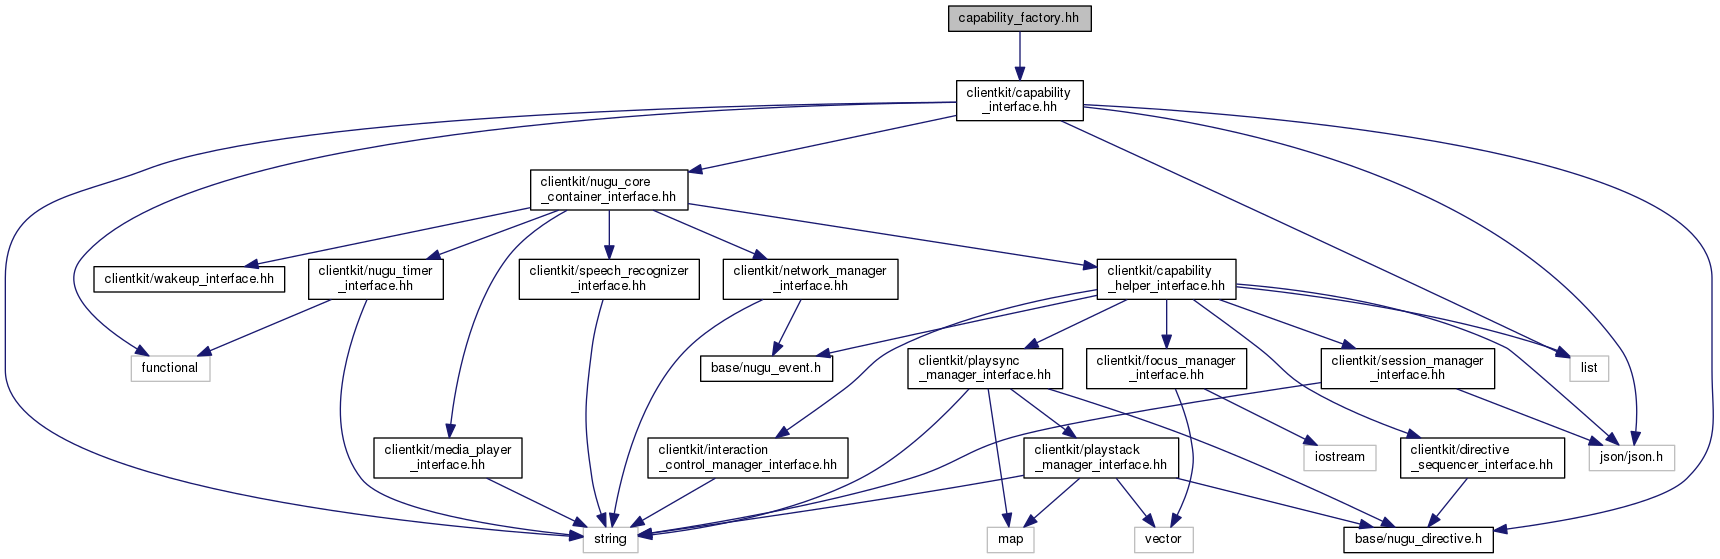 capability_factory.hh
clientkit/capability
_interface.hh
clientkit/nugu_core
_container_interface.hh
clientkit/wakeup_interface.hh
clientkit/nugu_timer
_interface.hh
clientkit/speech_recognizer
_interface.hh
clientkit/network_manager
_interface.hh
clientkit/capability
_helper_interface.hh
functional
base/nugu_event.h
clientkit/playsync
_manager_interface.hh
clientkit/focus_manager
_interface.hh
clientkit/session_manager
_interface.hh
list
clientkit/media_player
_interface.hh
clientkit/interaction
_control_manager_interface.hh
clientkit/playstack
_manager_interface.hh
iostream
clientkit/directive
_sequencer_interface.hh
json/json.h
string
map
vector
base/nugu_directive.h